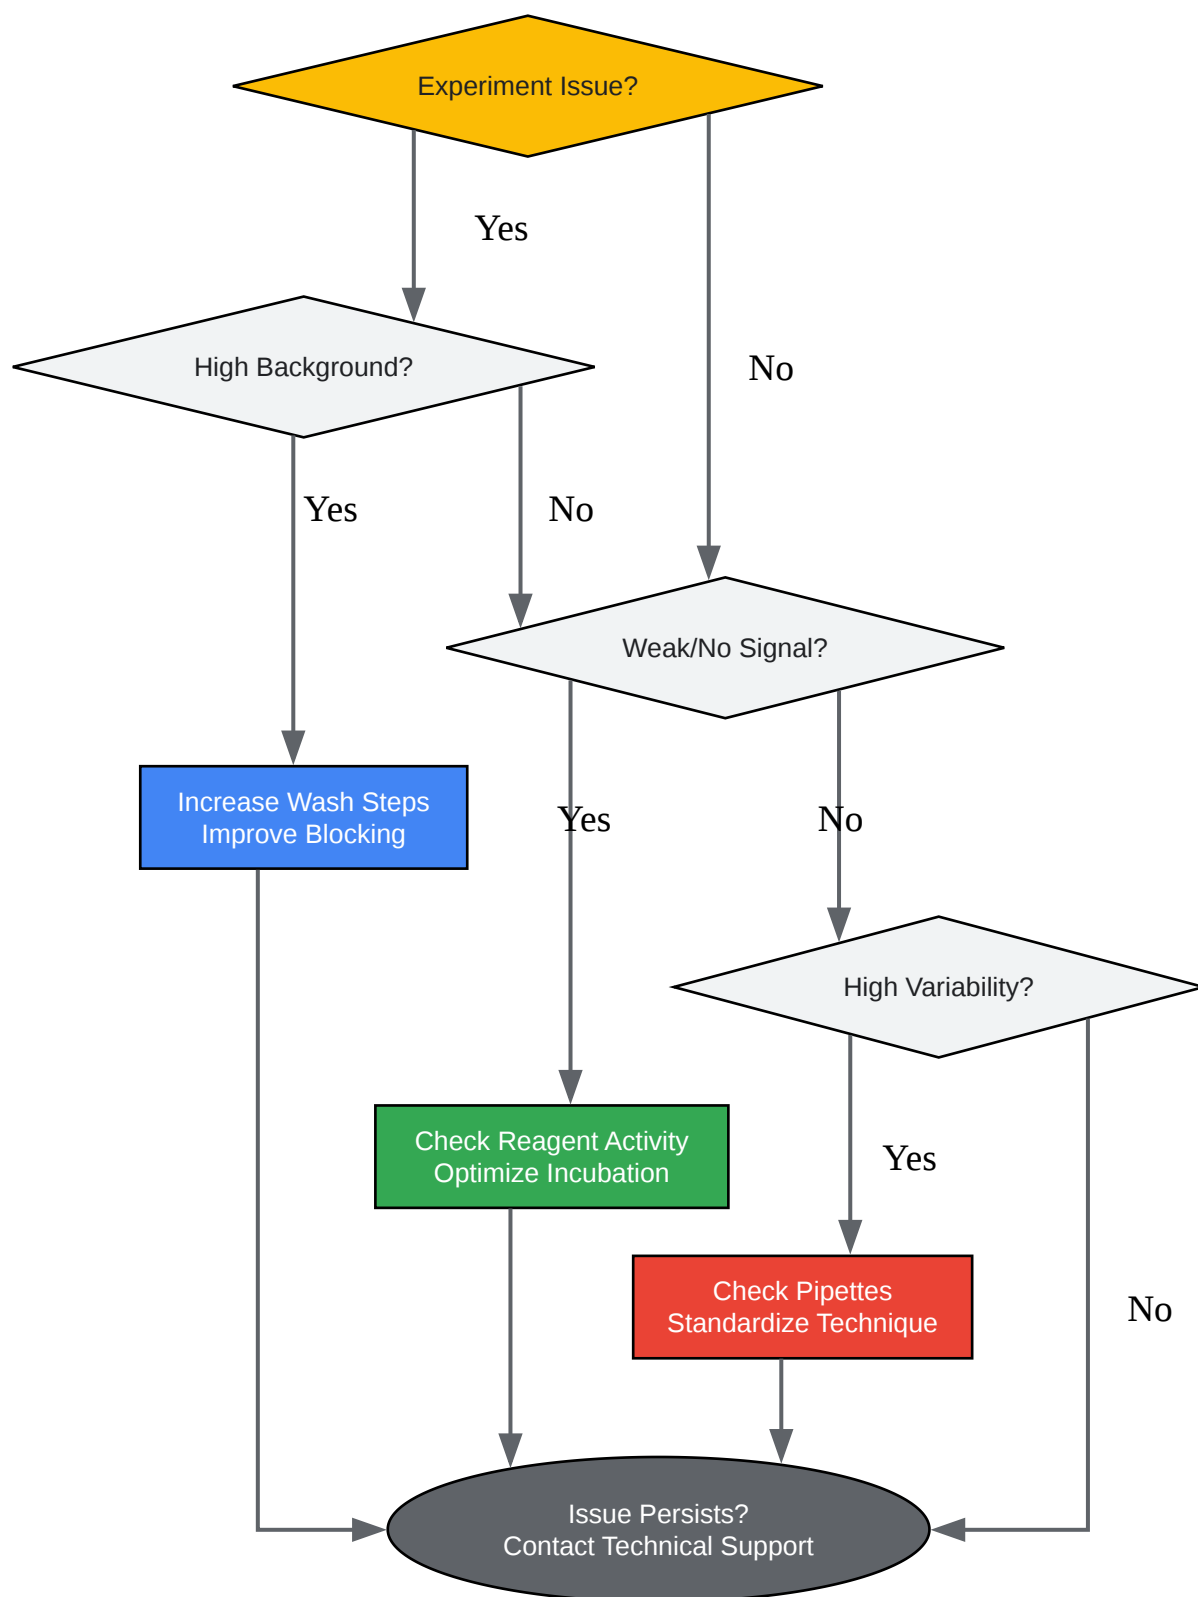 Experiment Issue?
Yes
High Background?
No
Yes
No
Weak/No Signal?
Increase Wash Steps
Improve Blocking
Yes
No
High Variability?
Check Reagent Activity
Optimize Incubation
Yes
Check Pipettes
Standardize Technique
No
Issue Persists?
Contact Technical Support